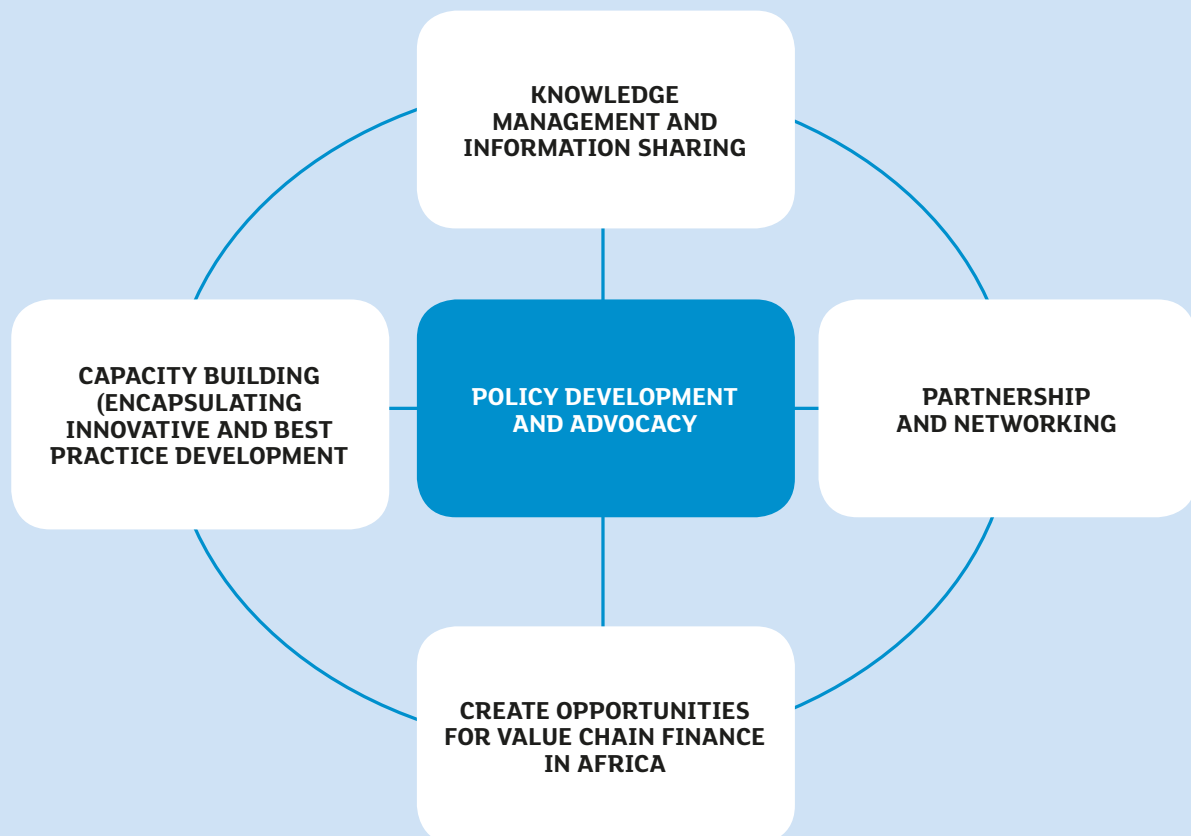 KNOWLEDGE
MANAGEMENT AND
INFORMATION SHARING
CAPACITY BUILDING
(ENCAPSULATING
INNOVATIVE AND BEST
PRACTICE DEVELOPMENT
POLICY DEVELOPMENT
AND ADVOCACY
PARTNERSHIP
AND NETWORKING
CREATE OPPORTUNITIES
FOR VALUE CHAIN FINANCE
IN AFRICA